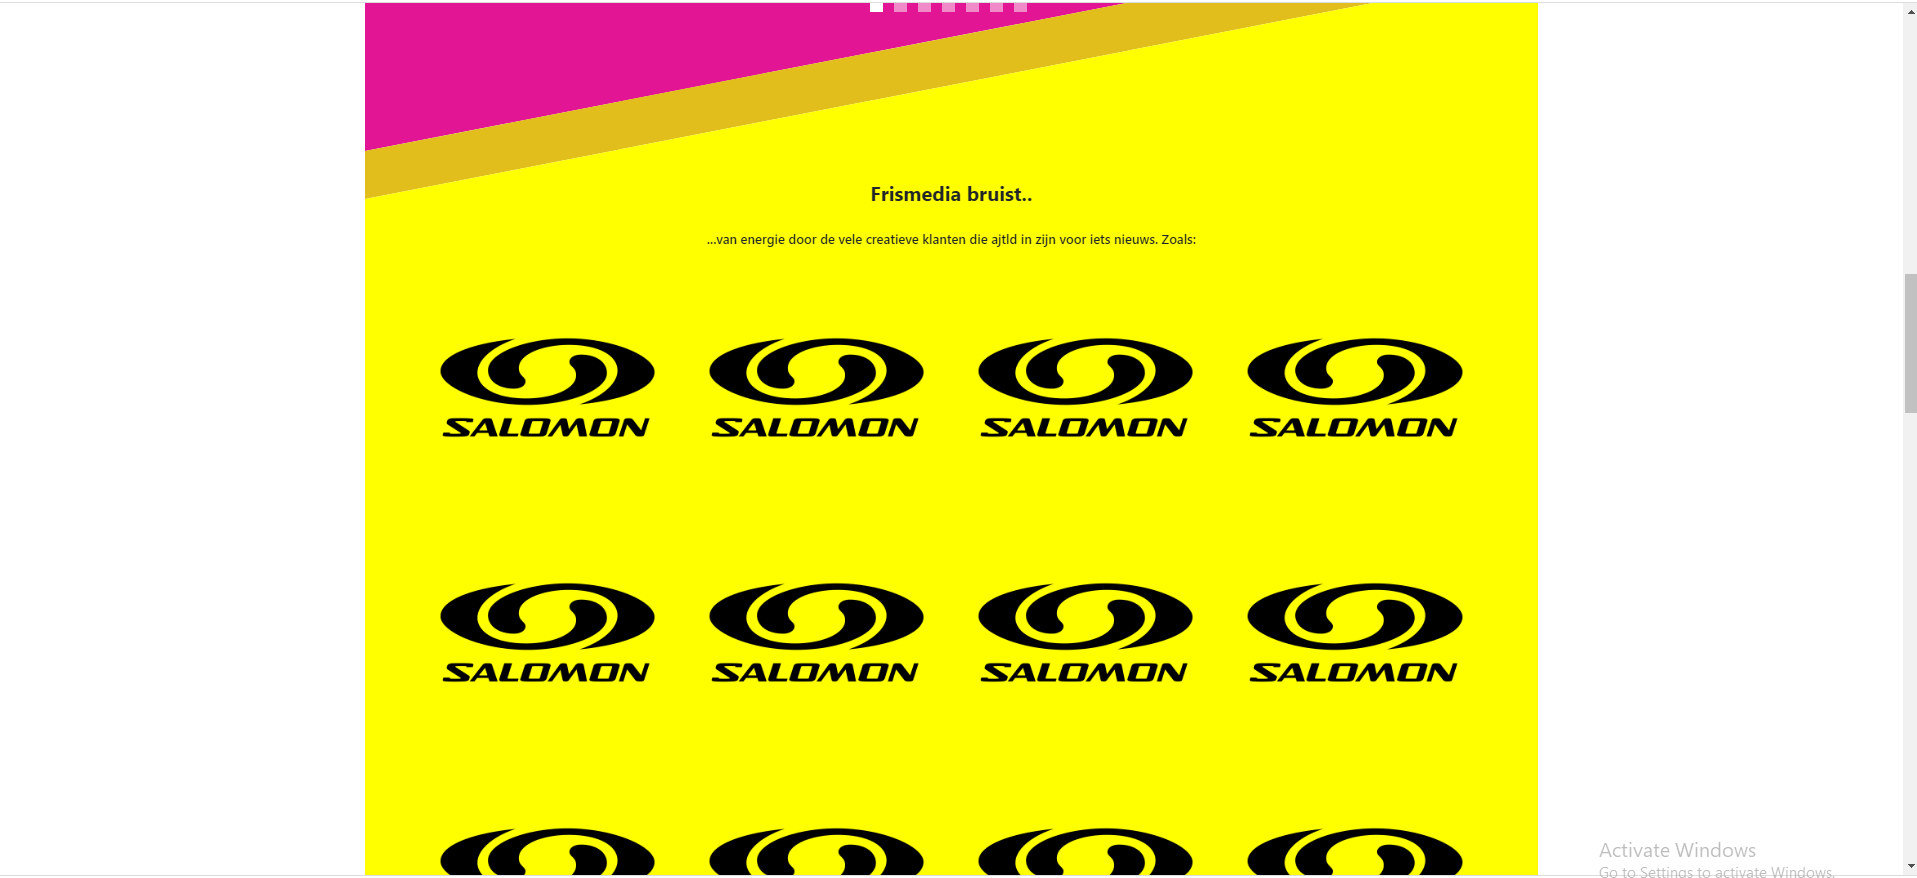 Frismedia bruist..
...van energie door de vele creatieve klanten die ajtld in zijn voor iets nieuws. Zoals:
SALOMON SALOMON SALOMON SALOMON
SALOMON SALOMON SALOMON SALOMON
Activate Windows
Go to Settings to activate Windows.